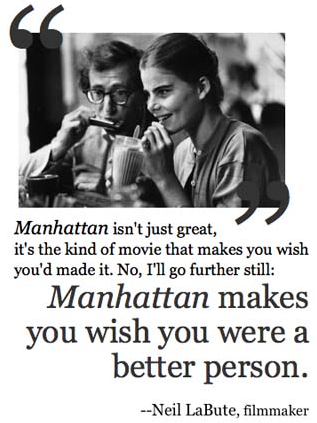 “
”
Manhattan isn't just great,
it's the kind of movie that makes you wish
you'd made it. No, I'll go further still:
Manhattan makes
you wish you were a
better person.
--Neil LaBute, filmmaker